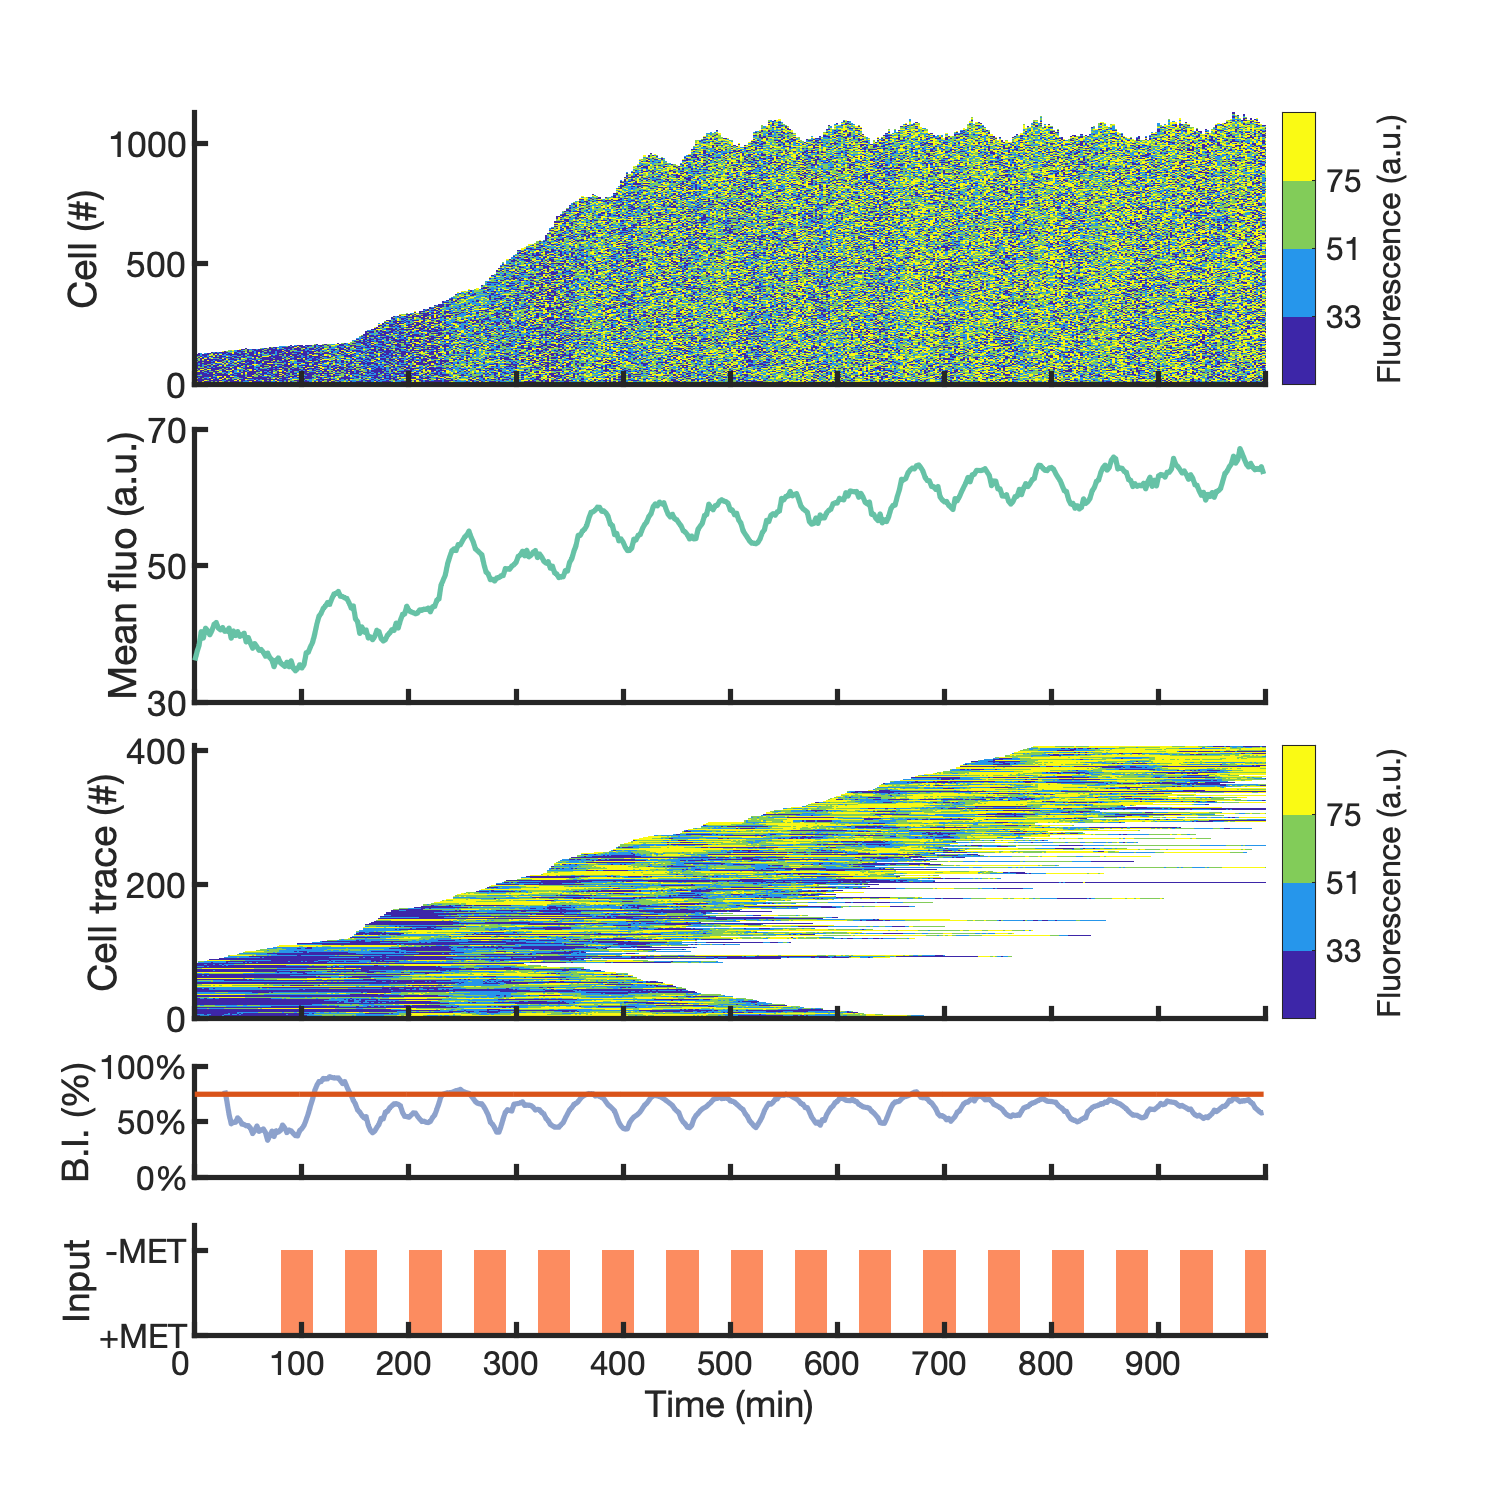 Cell (#)
1000
500
0
75
51
33
Fluorescence (a.u.)
Mean fluo (a.u.)
70
50
30
Cell trace (#)
400
200
0
75
51
33
Fluorescence (a.u.)
B.I. (%)
100%
50%
0%
Input
-MET
+MET
0 100 200 300 400 500 600 700 800 900
Time (min)